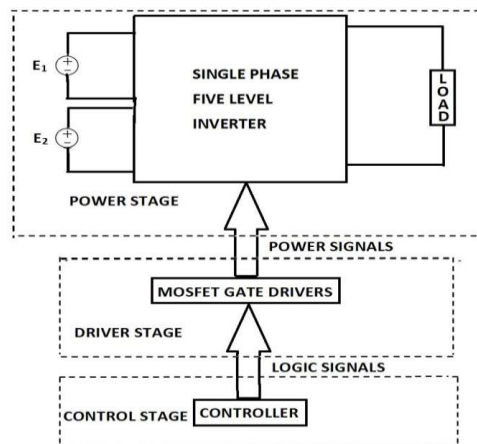 E1
SINGLE PHASE
FIVE LEVEL
INVERTER
LOAD
E2
POWER STAGE
POWER SIGNALS
MOSFET GATE DRIVERS
DRIVER STAGE
LOGIC SIGNALS
CONTROL STAGE
CONTROLLER